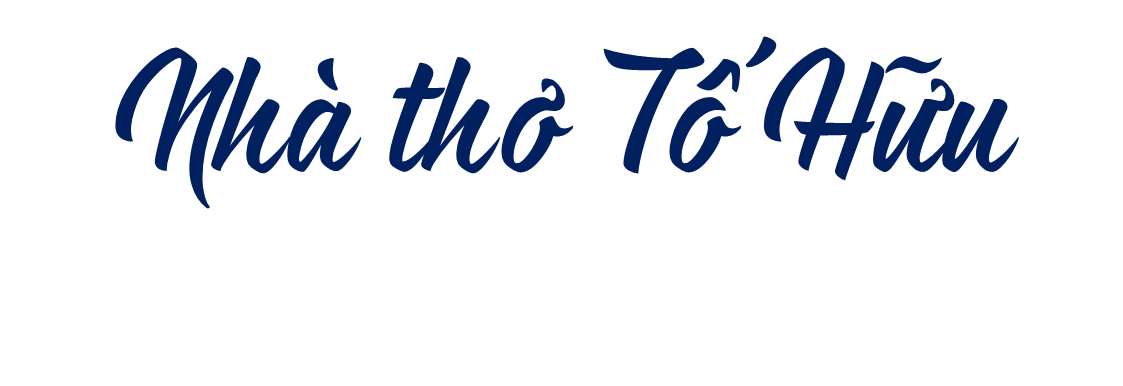 Nhà thơ Tố Hữu